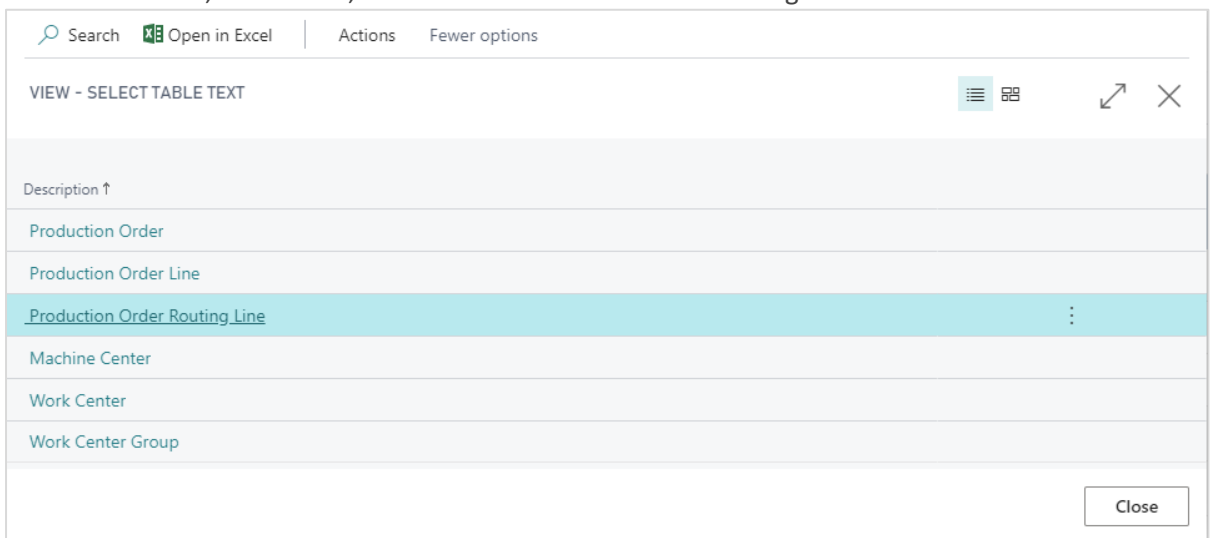 Search Open in Excel Actions Fewer options
VIEW - SELECT TABLE TEXT
Description ↑
Production Order
Production Order Line
Production Order Routing Line
Machine Center
Work Center
Work Center Group
Close